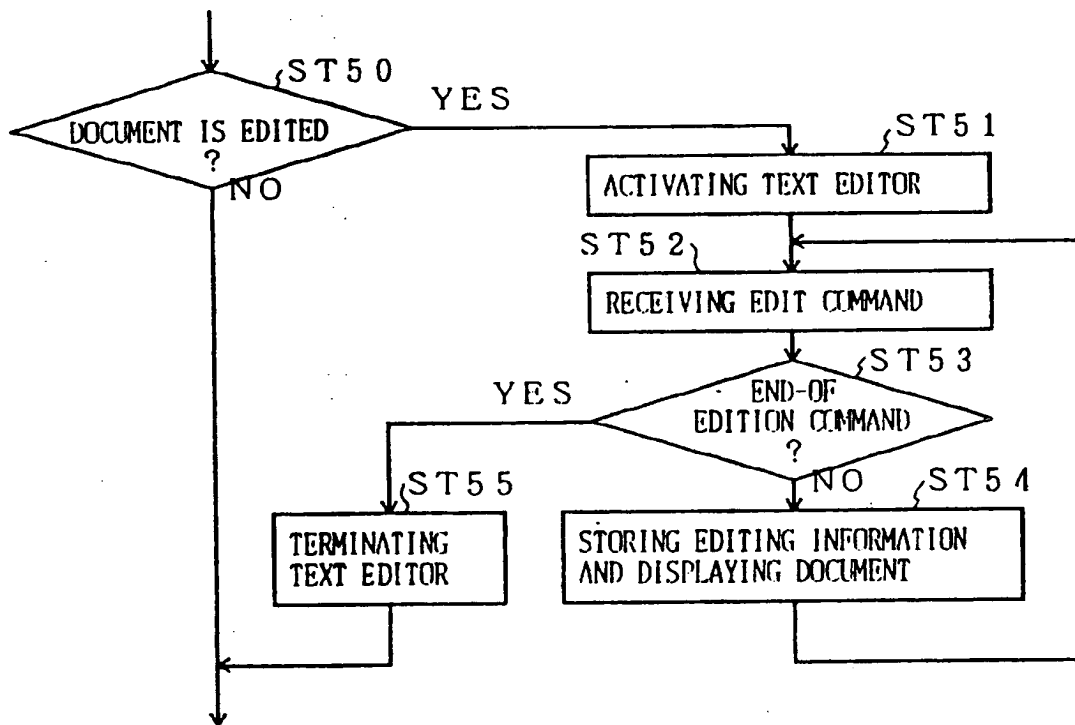 ST50
YES
DOCUMENT IS EDITED
?
NO
ST51
ACTIVATING TEXT EDITOR
ST52
RECEIVING EDIT COMMAND
ST53
YES
END-OF
EDITION COMMAND
?
NO
ST55
TERMINATING
TEXT EDITOR
ST54
STORING EDITING INFORMATION
AND DISPLAYING DOCUMENT